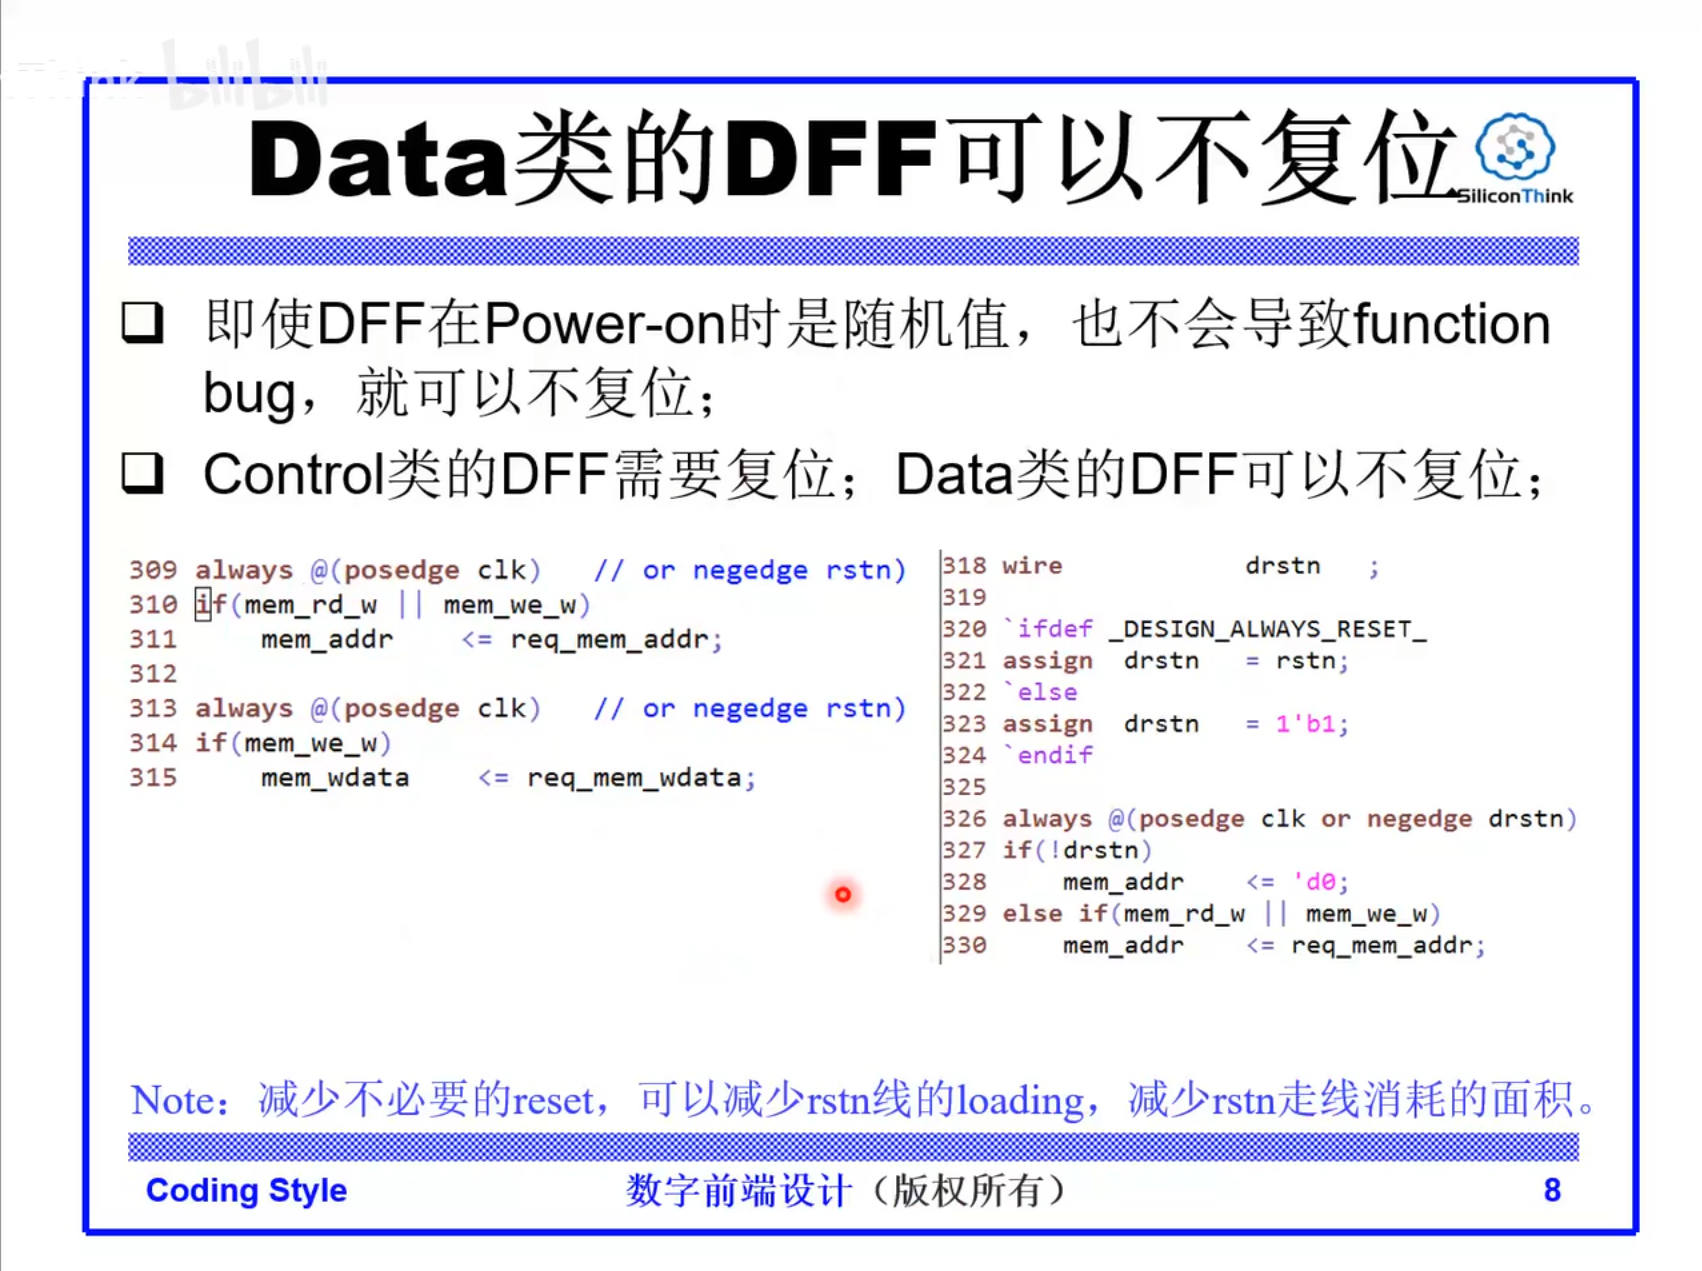 Think bilibili
Data类的DFF可以不复位
SiliconThink
❑ 即使DFF在Power-on时是随机值，也不会导致function
bug，就可以不复位；
❑ Control类的DFF需要复位；Data类的DFF可以不复位；
309 always @(posedge clk)   // or negedge rstn)
310 if(mem_rd_w || mem_we_w)
311     mem_addr    <= req_mem_addr;
312
313 always @(posedge clk)   // or negedge rstn)
314 if(mem_we_w)
315     mem_wdata    <= req_mem_wdata;
318 wire            drstn   ;
319
320 `ifdef _DESIGN_ALWAYS_RESET_
321 assign  drstn   = rstn;
322 `else
323 assign  drstn   = 1'b1;
324 `endif
325
326 always @(posedge clk or negedge drstn)
327 if(!drstn)
328     mem_addr    <= 'd0;
329 else if(mem_rd_w || mem_we_w)
330     mem_addr    <= req_mem_addr;
Note：减少不必要的reset，可以减少rstn线的loading，减少rstn走线消耗的面积。
Coding Style 数字前端设计（版权所有） 8